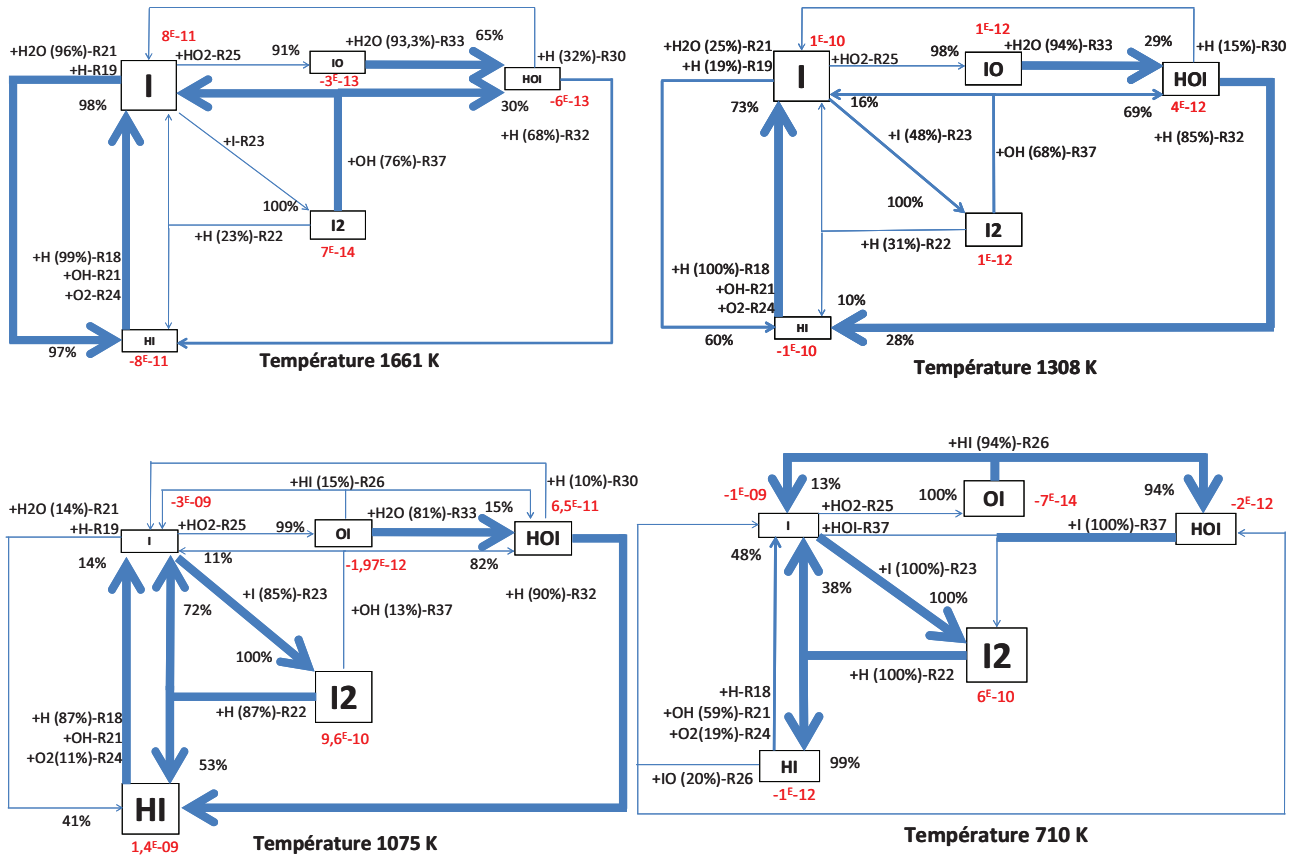 8E-11
+H2O (96%)-R21
+H-R19
I
98%
+HO2-R25
91%
IO
-3E-13
+H2O (93,3%)-R33
65%
HOI
-6E-13
+H (32%)-R30
30%
+H (68%)-R32
+I-R23
+OH (76%)-R37
100%
I2
7E-14
+H (23%)-R22
+H (99%)-R18
+OH-R21
+O2-R24
HI
97%
-8E-11
Température 1661 K
1E-10
+H2O (25%)-R21
+H (19%)-R19
I
73%
+HO2-R25
16%
98%
1E-12
IO
+H2O (94%)-R33
29%
HOI
4E-12
+H (15%)-R30
69%
+H (85%)-R32
+I (48%)-R23
+OH (68%)-R37
100%
I2
1E-12
+H (31%)-R22
+H (100%)-R18
+OH-R21
+O2-R24
10%
HI
60%
28%
-1E-10
Température 1308 K
+H2O (14%)-R21
+H-R19
-3E-09
I
14%
+HO2-R25
11%
+HI (15%)-R26
99%
OI
-1,97E-12
+H2O (81%)-R33
15%
HOI
6,5E-11
+H (10%)-R30
82%
+H (90%)-R32
72%
+I (85%)-R23
+OH (13%)-R37
100%
I2
9,6E-10
+H (87%)-R22
+H (87%)-R18
+OH-R21
+O2(11%)-R24
53%
HI
41%
1,4E-09
Température 1075 K
+HI (94%)-R26
-1E-09
13%
I
48%
+HO2-R25
+HOI-R37
100%
OI
-7E-14
94%
HOI
-2E-12
+I (100%)-R37
+I (100%)-R23
38%
100%
I2
6E-10
+H (100%)-R22
+H-R18
+OH (59%)-R21
+O2(19%)-R24
HI
99%
+IO (20%)-R26
-1E-12
Température 710 K